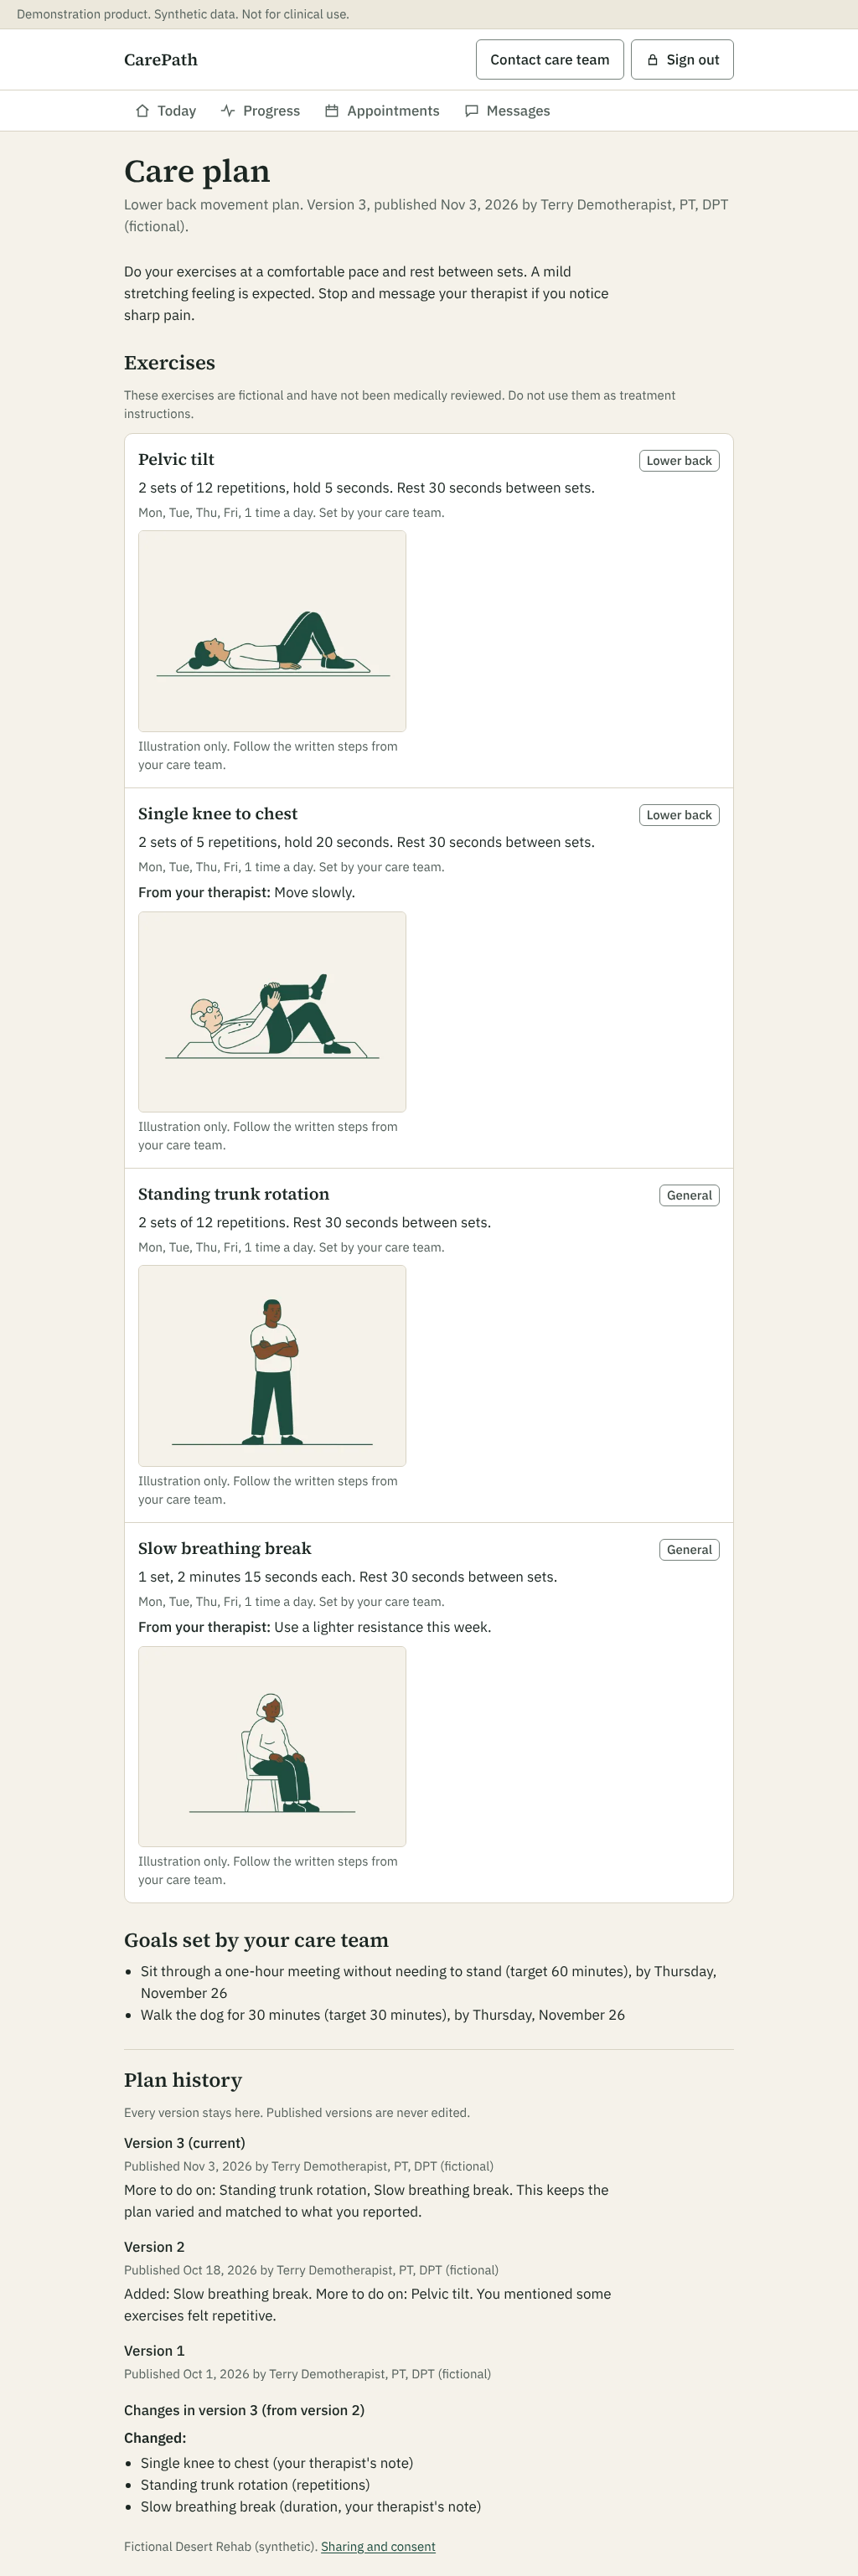 Demonstration product. Synthetic data. Not for clinical use.
CarePath
Contact care team
Sign out
Today
Progress
Appointments
Messages
Care plan
Lower back movement plan. Version 3, published Nov 3, 2026 by Terry Demotherapist, PT, DPT
(fictional).
Do your exercises at a comfortable pace and rest between sets. A mild
stretching feeling is expected. Stop and message your therapist if you notice
sharp pain.
Exercises
These exercises are fictional and have not been medically reviewed. Do not use them as treatment
instructions.
Pelvic tilt
Lower back
2 sets of 12 repetitions, hold 5 seconds. Rest 30 seconds between sets.
Mon, Tue, Thu, Fri, 1 time a day. Set by your care team.
Illustration only. Follow the written steps from
your care team.
Single knee to chest
Lower back
2 sets of 5 repetitions, hold 20 seconds. Rest 30 seconds between sets.
Mon, Tue, Thu, Fri, 1 time a day. Set by your care team.
From your therapist: Move slowly.
Illustration only. Follow the written steps from
your care team.
Standing trunk rotation
General
2 sets of 12 repetitions. Rest 30 seconds between sets.
Mon, Tue, Thu, Fri, 1 time a day. Set by your care team.
Illustration only. Follow the written steps from
your care team.
Slow breathing break
General
1 set, 2 minutes 15 seconds each. Rest 30 seconds between sets.
Mon, Tue, Thu, Fri, 1 time a day. Set by your care team.
From your therapist: Use a lighter resistance this week.
Illustration only. Follow the written steps from
your care team.
Goals set by your care team
• Sit through a one-hour meeting without needing to stand (target 60 minutes), by Thursday,
November 26
• Walk the dog for 30 minutes (target 30 minutes), by Thursday, November 26
Plan history
Every version stays here. Published versions are never edited.
Version 3 (current)
Published Nov 3, 2026 by Terry Demotherapist, PT, DPT (fictional)
More to do on: Standing trunk rotation, Slow breathing break. This keeps the
plan varied and matched to what you reported.
Version 2
Published Oct 18, 2026 by Terry Demotherapist, PT, DPT (fictional)
Added: Slow breathing break. More to do on: Pelvic tilt. You mentioned some
exercises felt repetitive.
Version 1
Published Oct 1, 2026 by Terry Demotherapist, PT, DPT (fictional)
Changes in version 3 (from version 2)
Changed:
• Single knee to chest (your therapist's note)
• Standing trunk rotation (repetitions)
• Slow breathing break (duration, your therapist's note)
Fictional Desert Rehab (synthetic). Sharing and consent